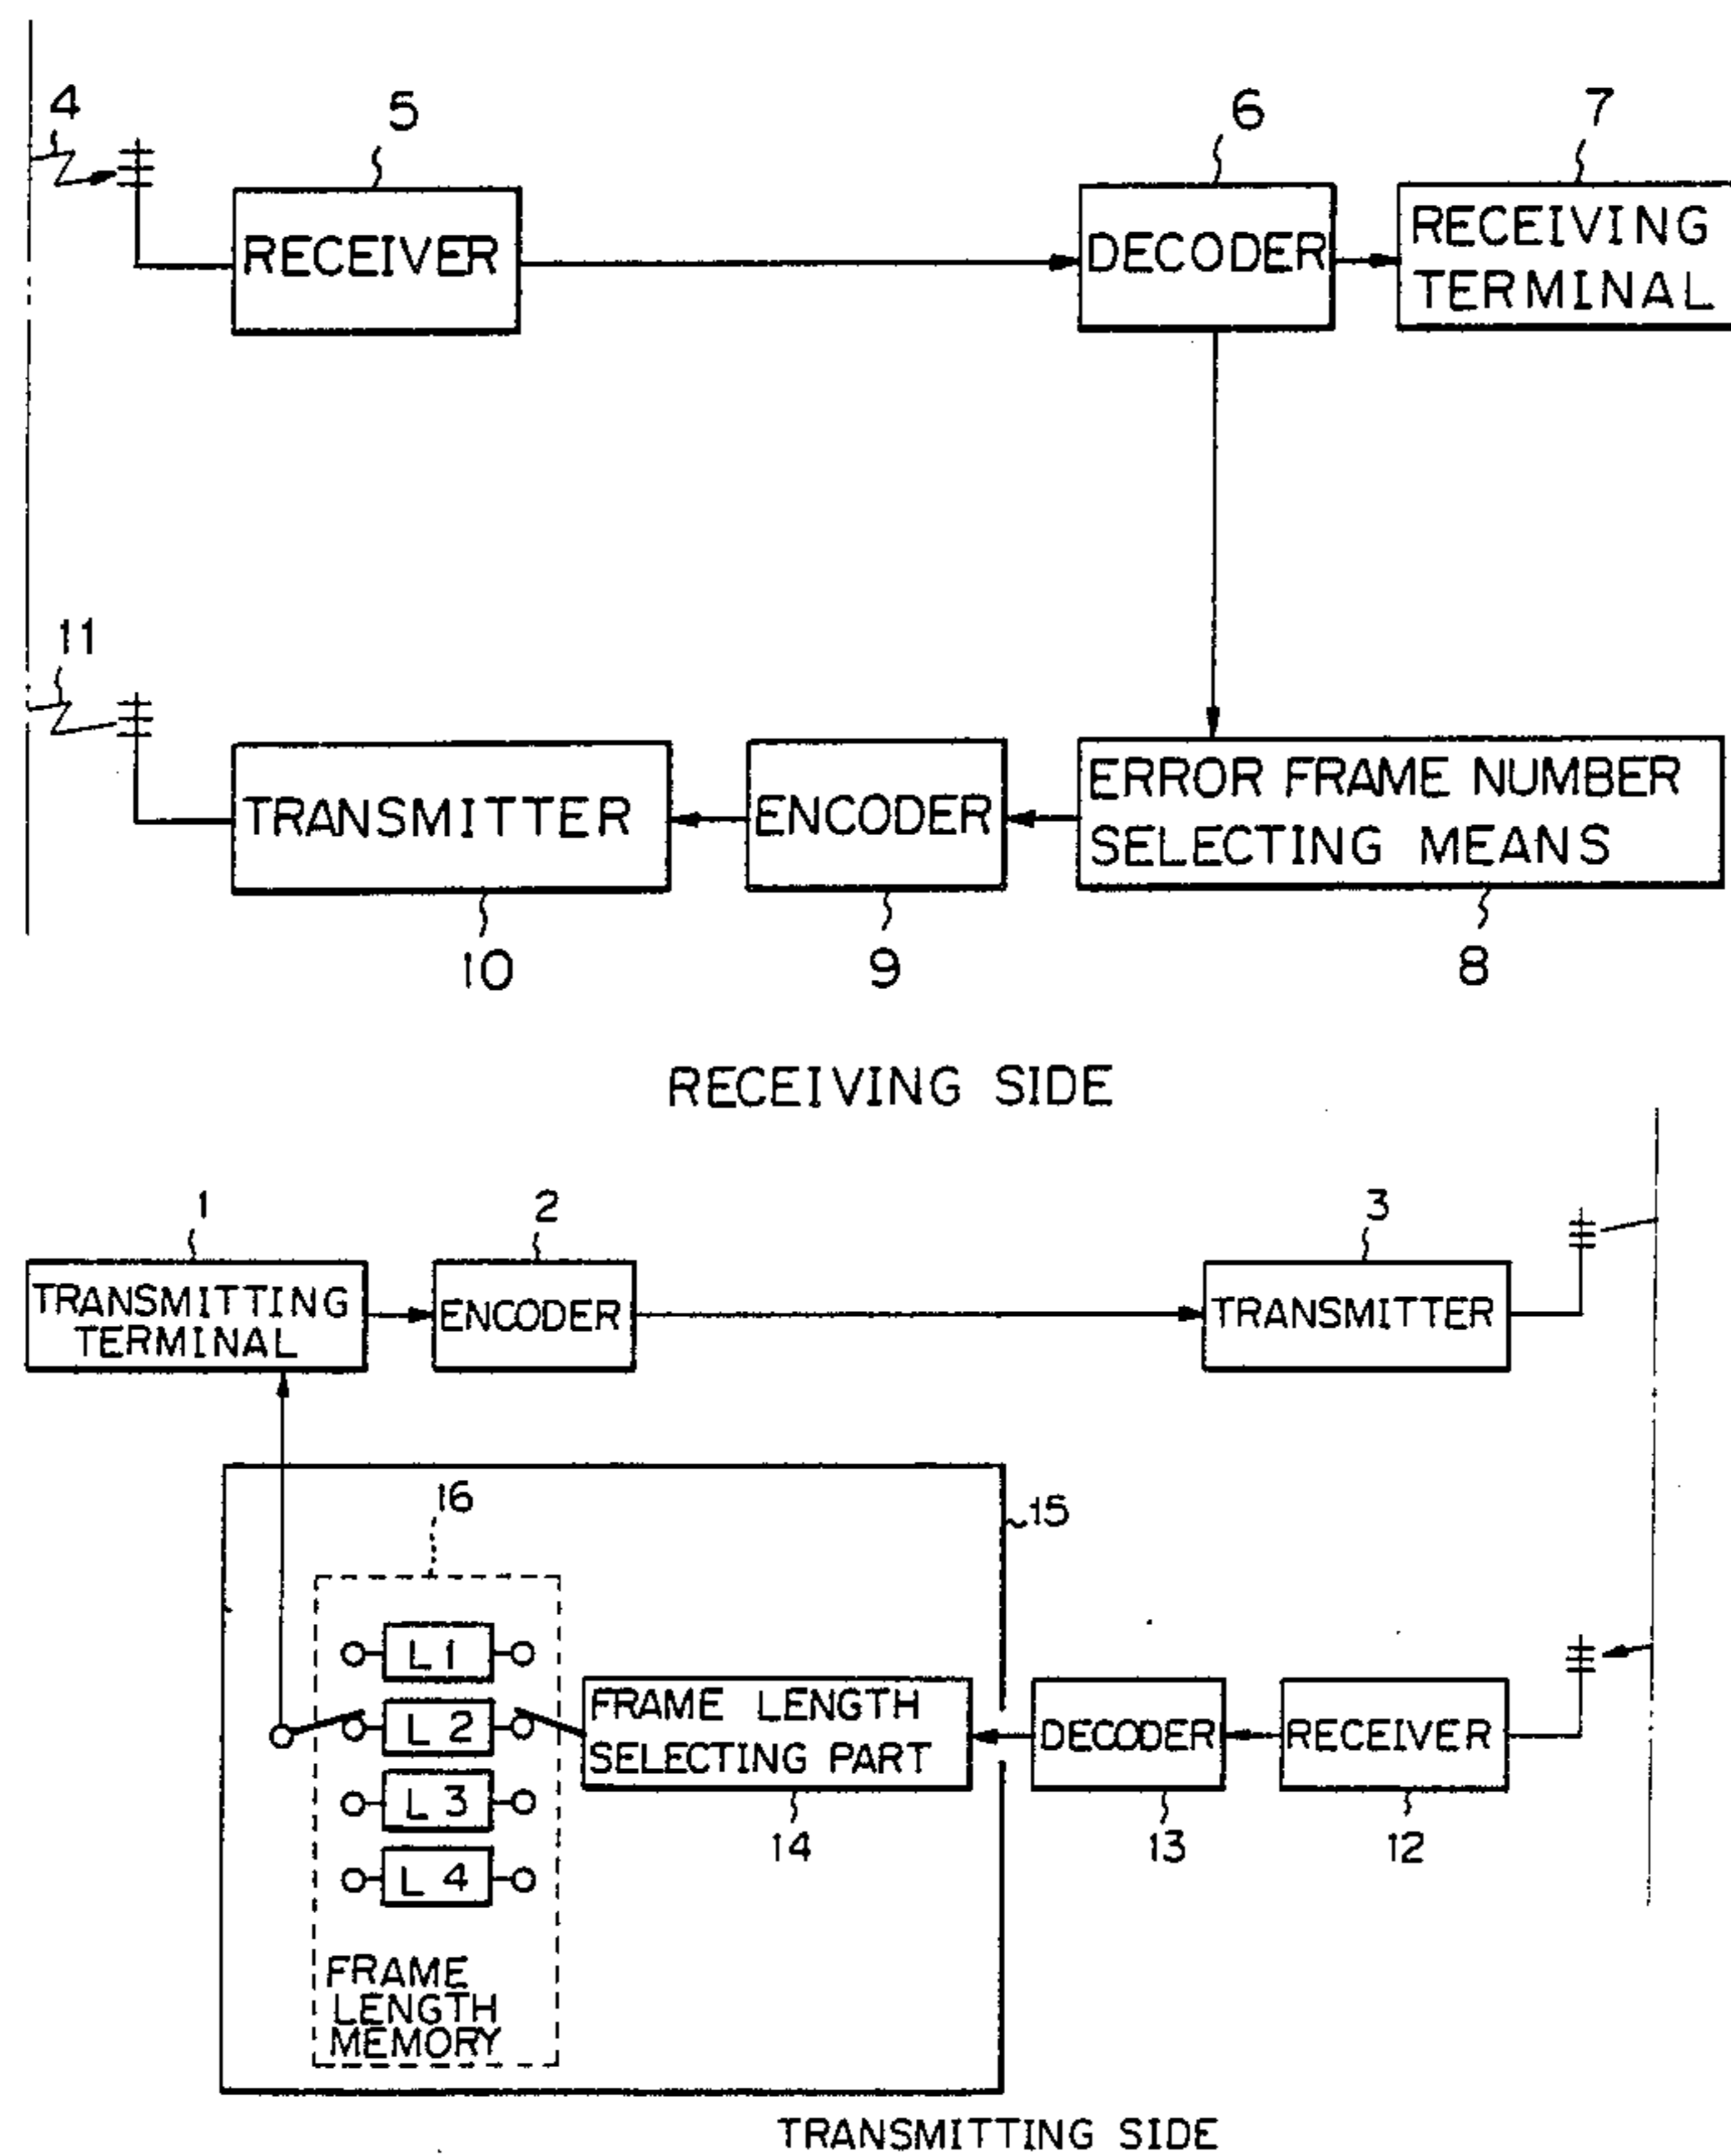 4
5
6
7
RECEIVER
DECODER
RECEIVING
TERMINAL
11
TRANSMITTER
ENCODER
ERROR FRAME NUMBER
SELECTING MEANS
10
9
8
RECEIVING SIDE
1
2
3
TRANSMITTING
TERMINAL
ENCODER
TRANSMITTER
16
15
L1
L2
L3
L4
FRAME LENGTH
SELECTING PART
DECODER
RECEIVER
14
13
12
FRAME
LENGTH
MEMORY
TRANSMITTING SIDE